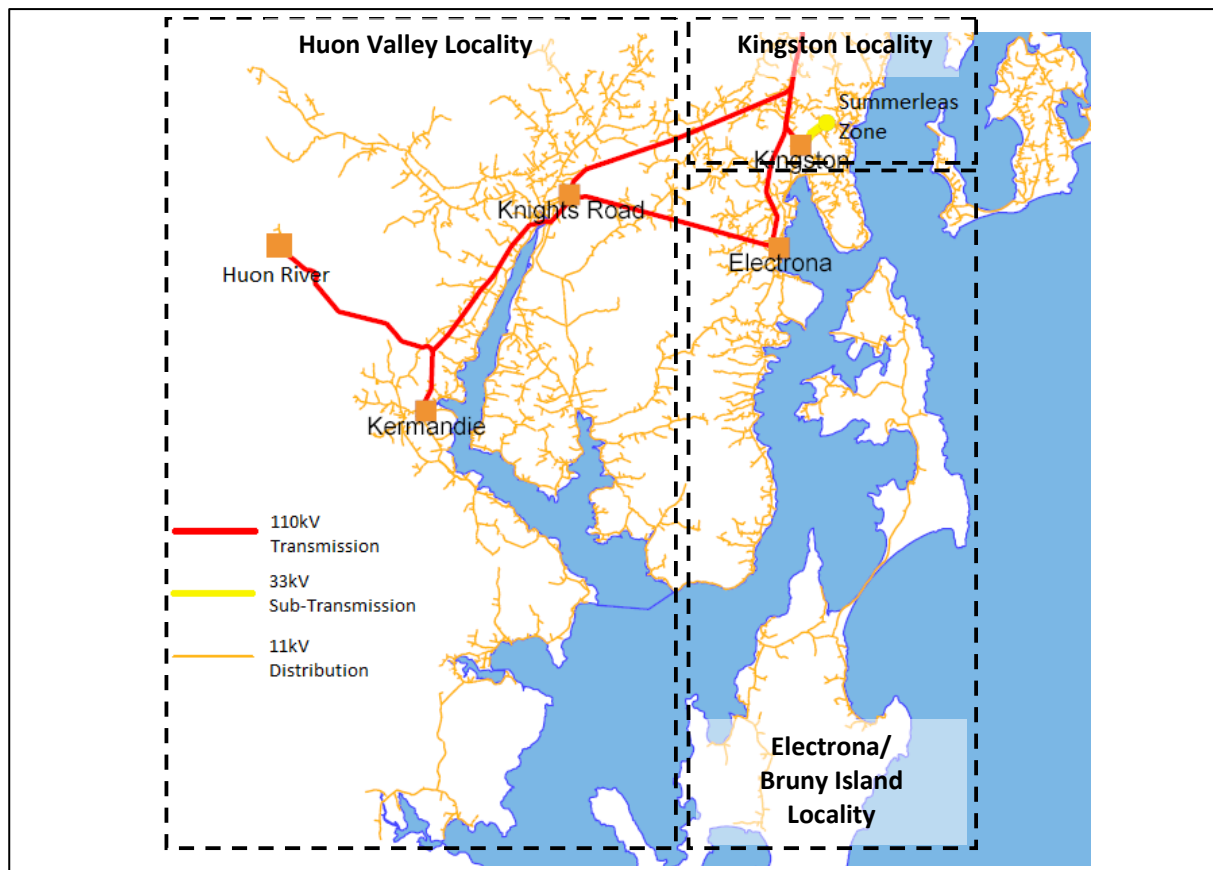 Huon Valley Locality
Kingston Locality
Summerleas
Zone
Kingston
Knights Road
Electrona
Huon River
Kermandie
110kV
Transmission
33kV
Sub-Transmission
11kV
Distribution
Electrona/
Bruny Island
Locality